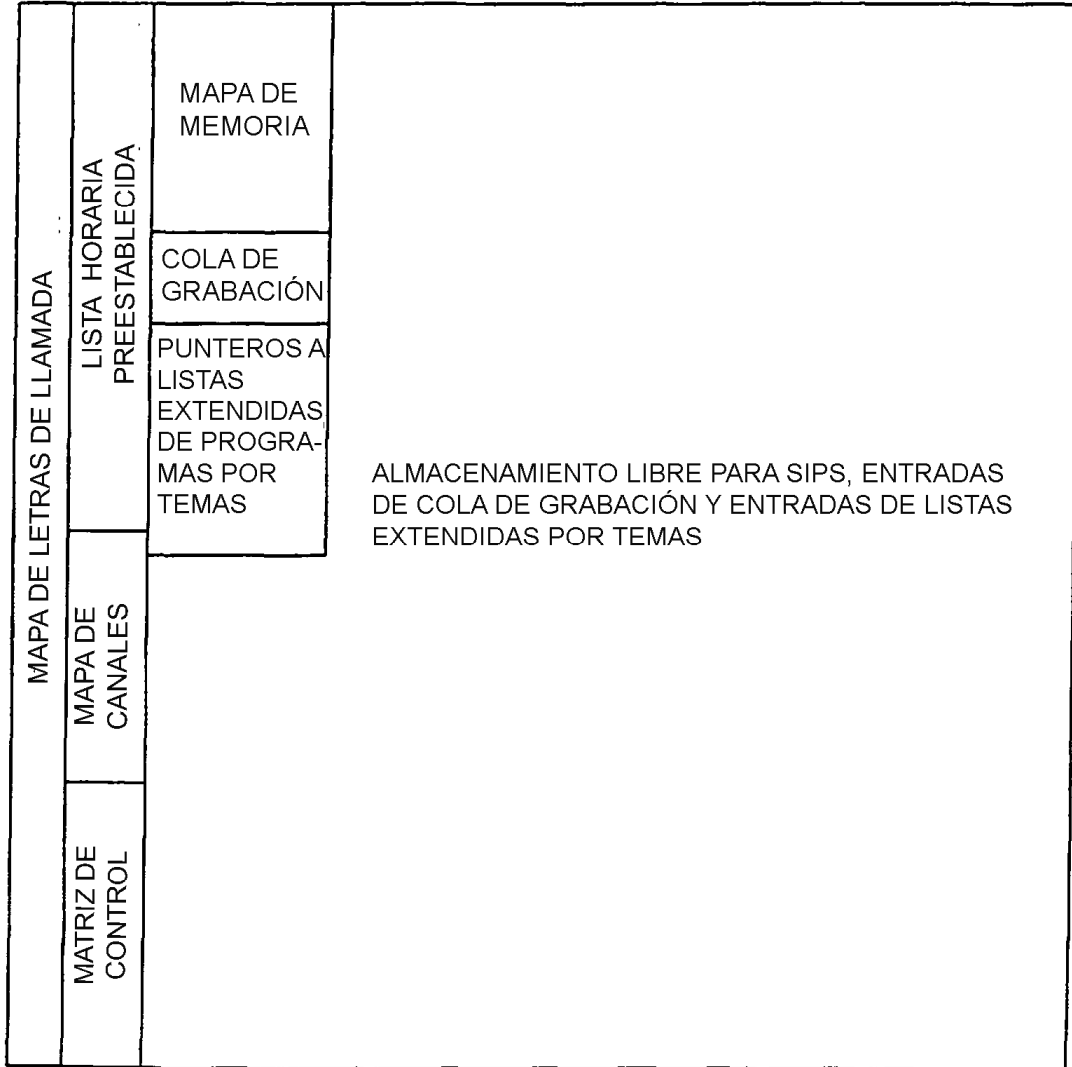 MAPA DE LETRAS DE LLAMADA
LISTA HORARIA
PREESTABLECIDA
MAPA DE
CANALES
MATRIZ DE
CONTROL
MAPA DE
MEMORIA
COLA DE
GRABACIÓN
PUNTEROS A
LISTAS
EXTENDIDAS
DE PROGRA-
MAS POR
TEMAS
ALMACENAMIENTO LIBRE PARA SIPS, ENTRADAS
DE COLA DE GRABACIÓN Y ENTRADAS DE LISTAS
EXTENDIDAS POR TEMAS